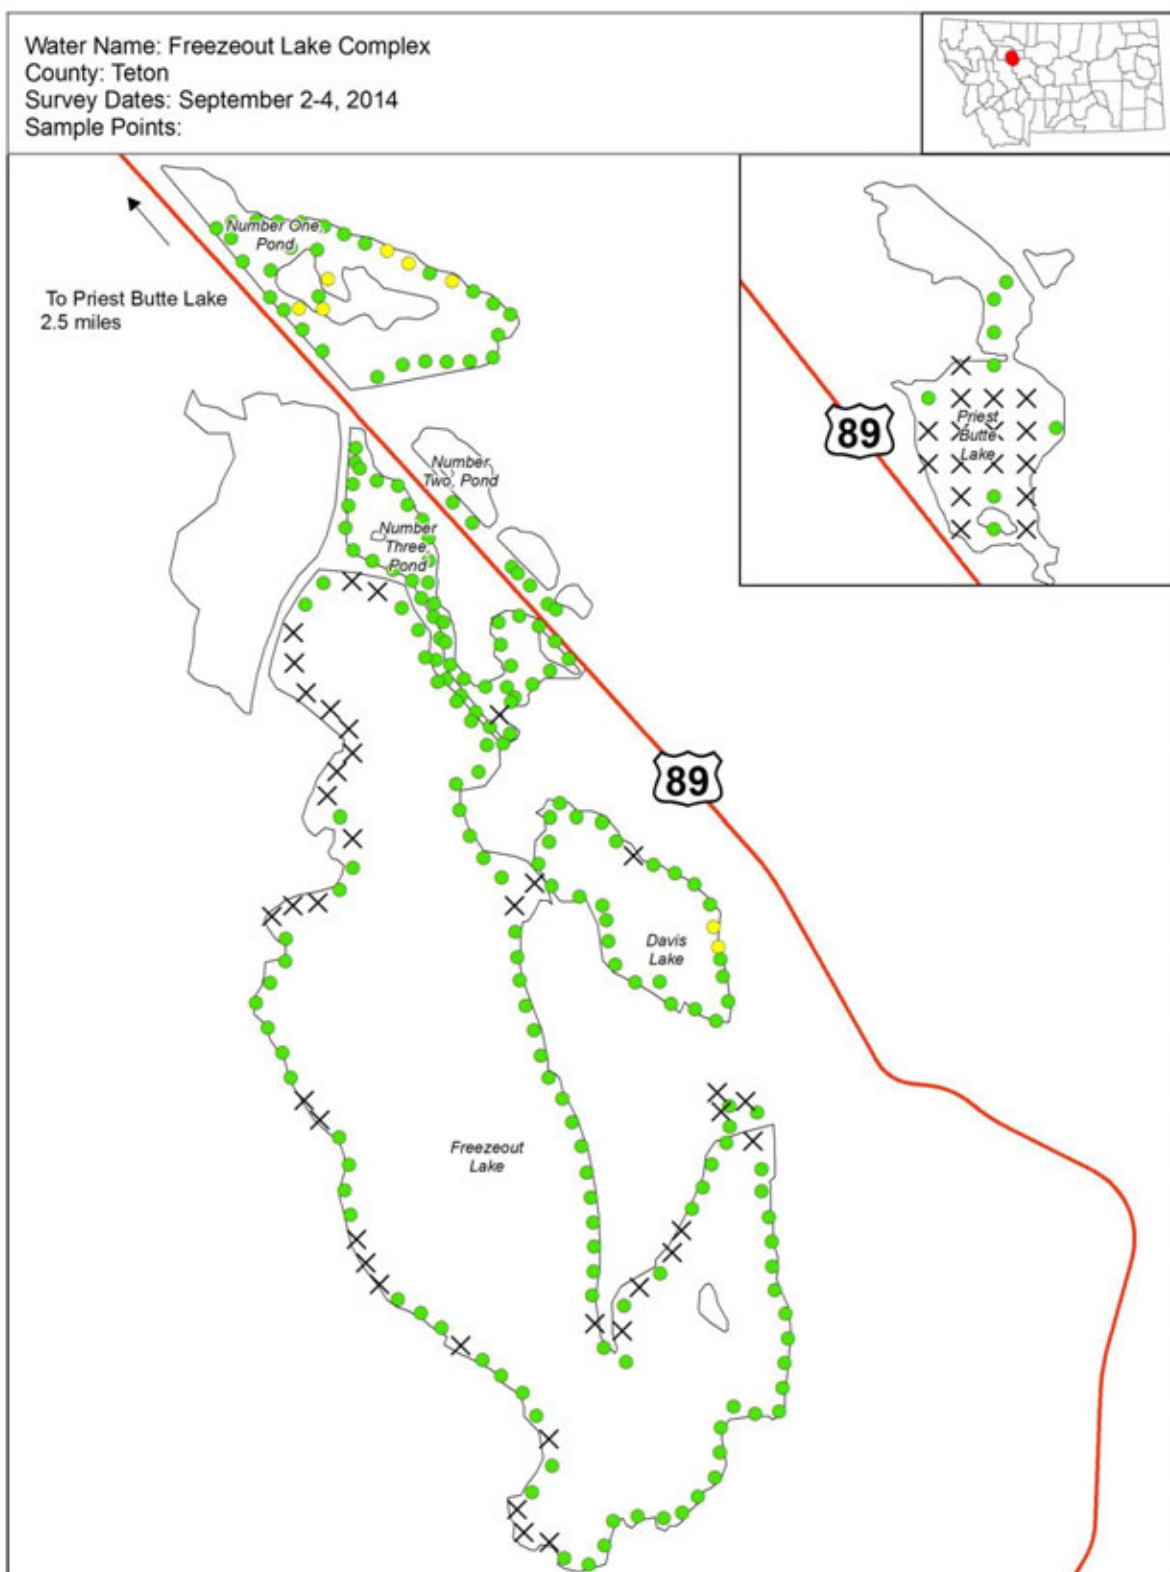 Water Name: Freezeout Lake Complex
County: Teton
Survey Dates: September 2-4, 2014
Sample Points:
Number One,
Pond
To Priest Butte Lake
2.5 miles
89
Priest
Butte
Lake
Number
Two, Pond
Number
Three,
Pond
89
Davis
Lake
Freezeout
Lake